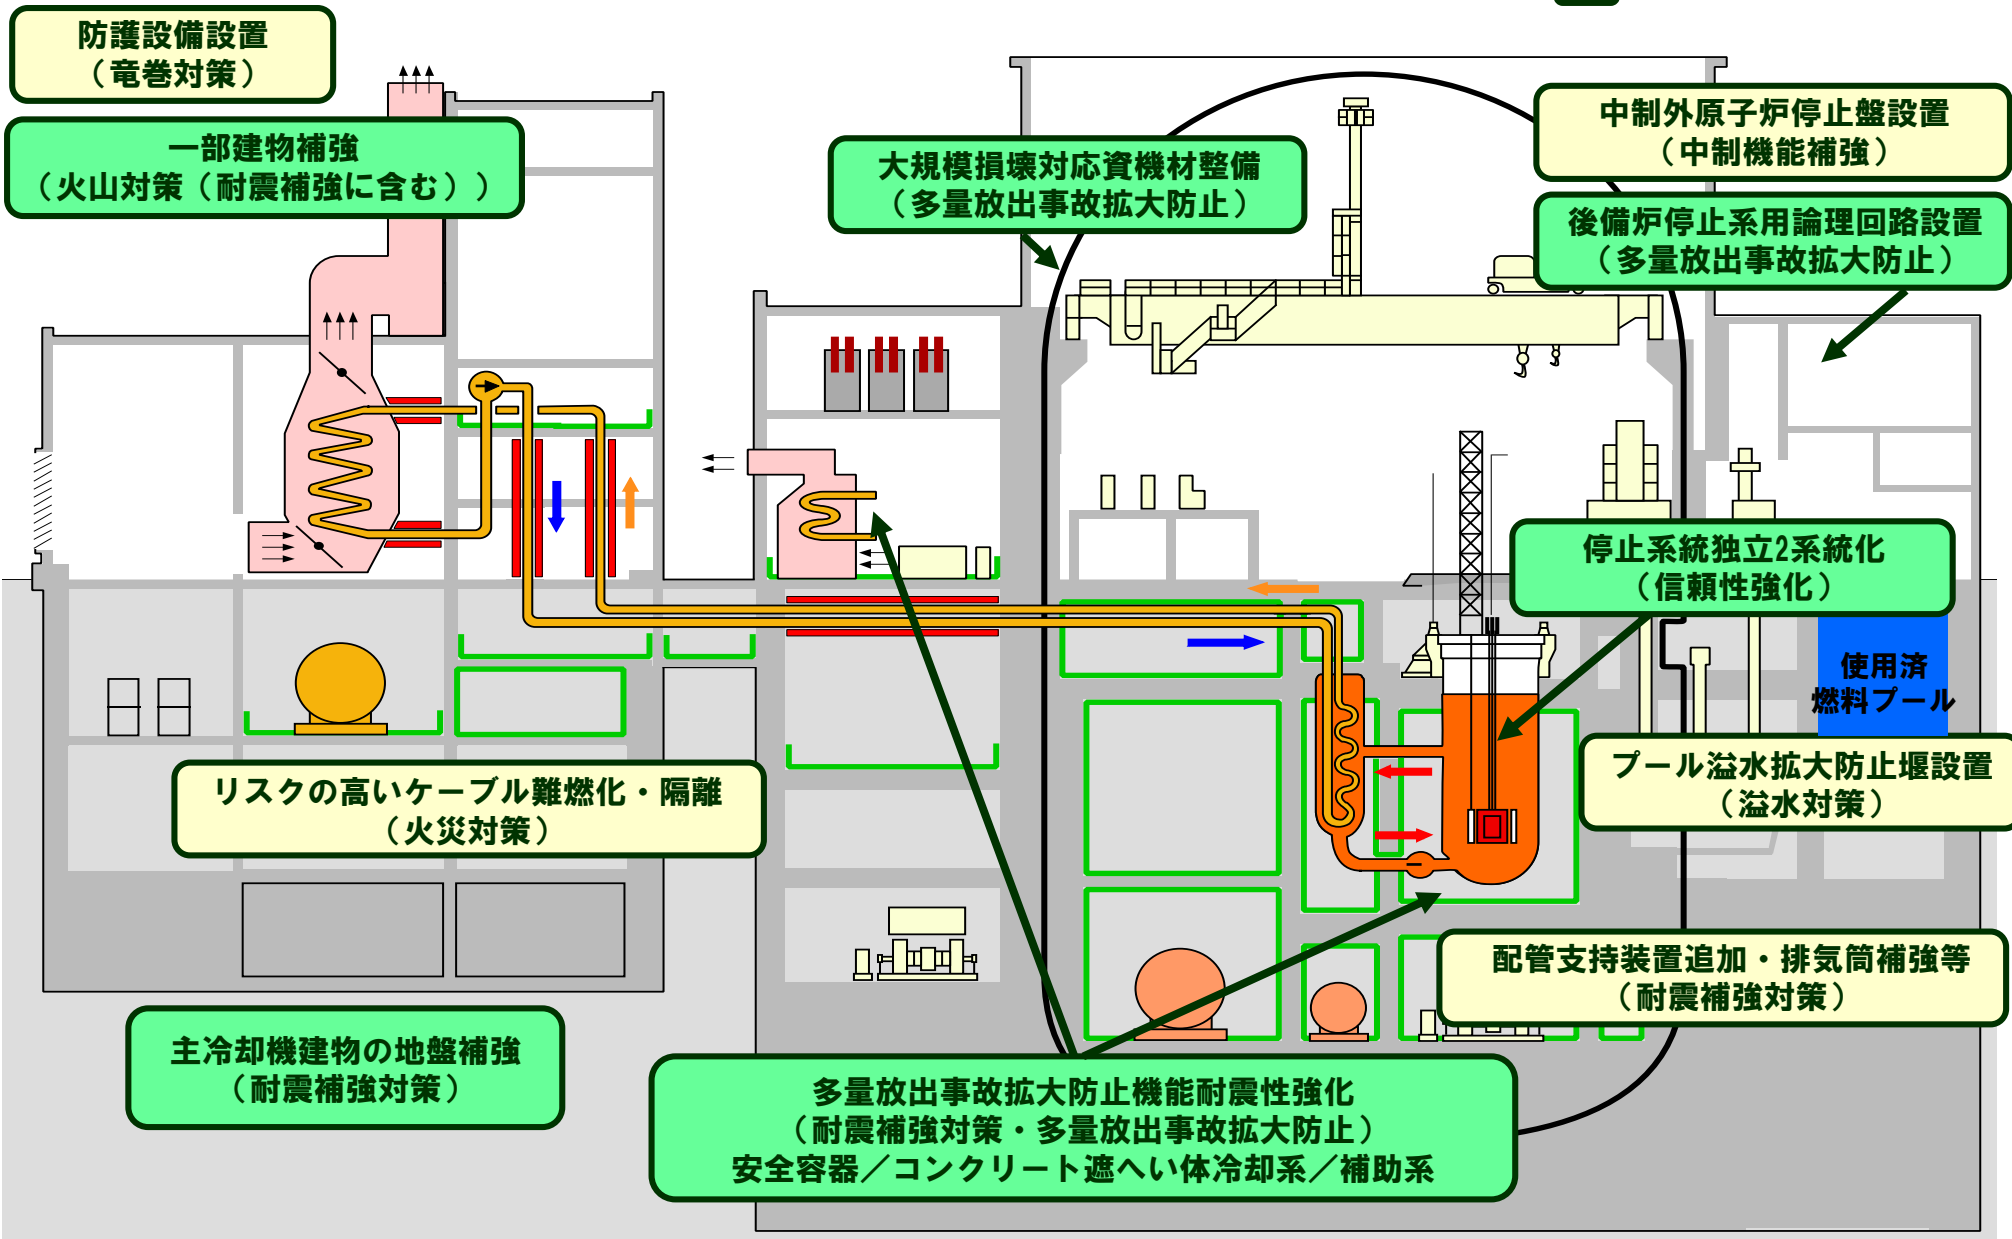 防護設備設置
（竜巻対策）
一部建物補強
（火山対策（耐震補強に含む））
大規模損壊対応資機材整備
（多量放出事故拡大防止）
中制外原子炉停止盤設置
（中制機能補強）
後備炉停止系用論理回路設置
（多量放出事故拡大防止）
停止系統独立2系統化
（信頼性強化）
使用済
燃料プール
プール溢水拡大防止堰設置
（溢水対策）
リスクの高いケーブル難燃化・隔離
（火災対策）
配管支持装置追加・排気筒補強等
（耐震補強対策）
主冷却機建物の地盤補強
（耐震補強対策）
多量放出事故拡大防止機能耐震性強化
（耐震補強対策・多量放出事故拡大防止）
安全容器／コンクリート遮へい体冷却系／補助系